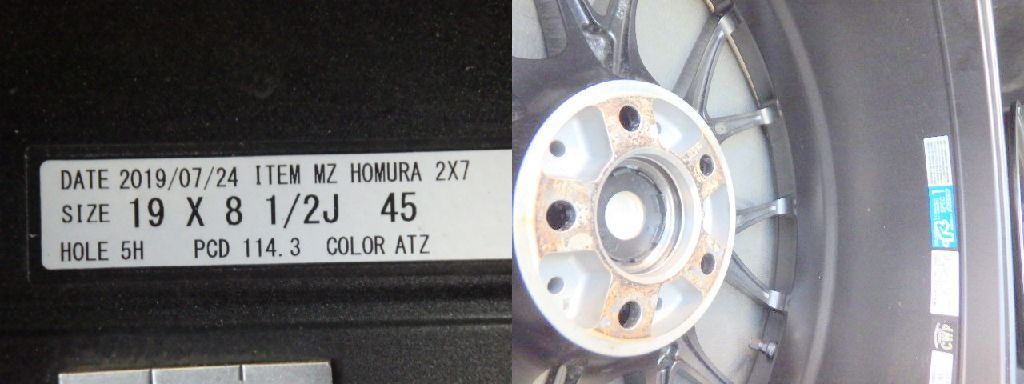 DATE 2019/07/24 ITEM MZ HOMURA 2X7
SIZE 19 X 8 1/2J 45
HOLE 5H PCD 114.3 COLOR ATZ
CWP